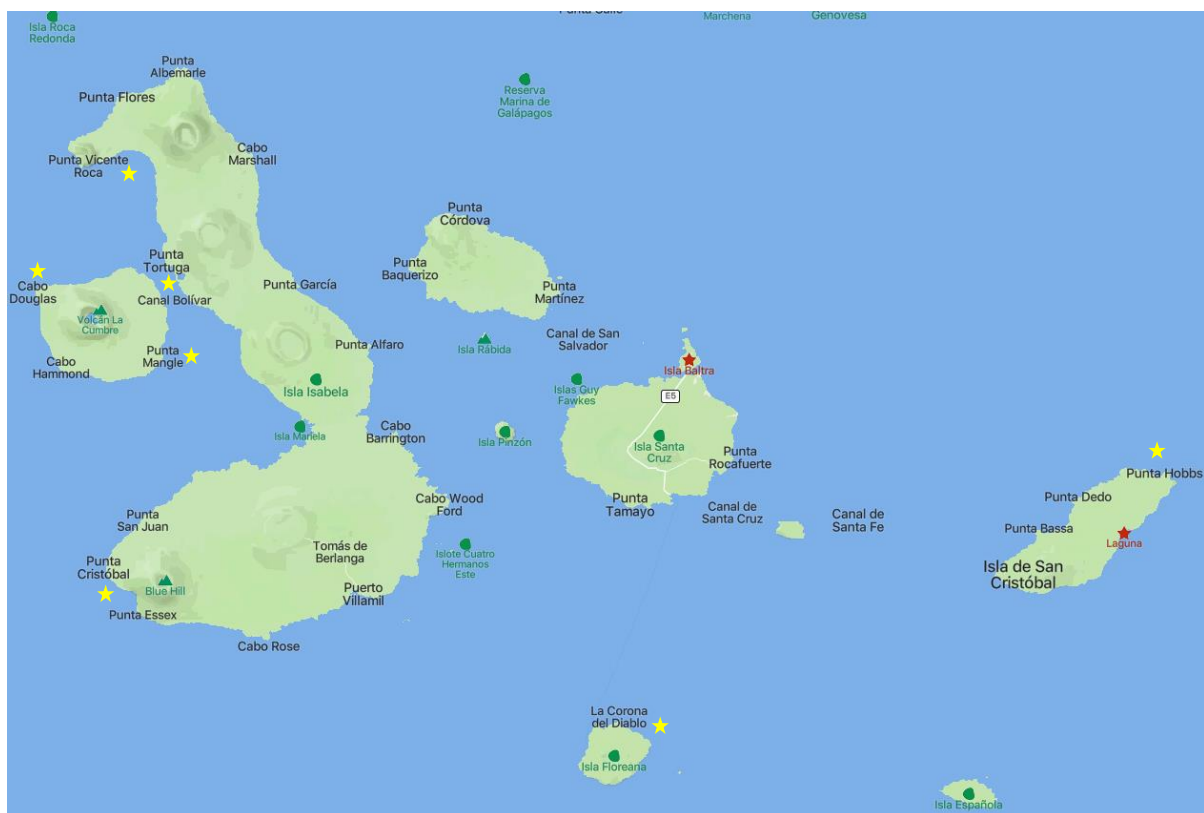 Punta Calle
Marchena
Genovesa
Isla Roca
Redonda
Punta
Albemarle
Punta Flores
Reserva
Marina de
Galápagos
Cabo
Marshall
Punta Vicente
Roca
Punta
Córdova
Punta
Tortuga
Punta
Baquerizo
Cabo
Douglas
Punta García
Punta
Martínez
Canal Bolívar
Volcán La
Cumbre
Canal de San
Salvador
Punta Alfaro
Isla Rábida
Punta
Mangle
Cabo
Hammond
Isla Baltra
Isla Isabela
Islas Guy
Fawkes
E5
Cabo
Barrington
Isla Mariela
Isla Pinzón
Isla Santa
Cruz
Punta
Rocafuerte
Punta Hobbs
Cabo Wood
Ford
Punta
Tamayo
Punta Dedo
Canal de
Santa Cruz
Canal de
Santa Fe
Punta
San Juan
Punta Bassa
Laguna
Tomás de
Berlanga
Islote Cuatro
Hermanos
Este
Punta
Cristóbal
Isla de San
Cristóbal
Blue Hill
Puerto
Villamil
Punta Essex
Cabo Rose
La Corona
del Diablo
Isla Floreana
Isla Española